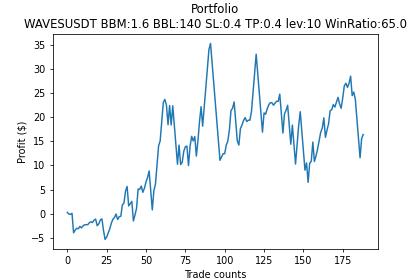 Portfolio
WAVESUSDT BBM:1.6 BBL:140 SL:0.4 TP:0.4 lev:10 WinRatio:65.0
35
30
25
20
15
10
5
0
−5
Profit ($)
0 25 50 75 100 125 150 175
Trade counts